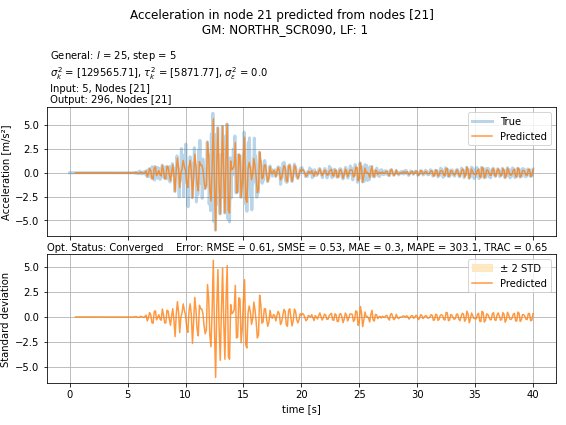 Acceleration in node 21 predicted from nodes [21]
GM: NORTHR_SCR090, LF: 1
General: l = 25, step = 5
σ²ₖ = [129565.71], τ²ₖ = [5871.77], σ²ε = 0.0
Input: 5, Nodes [21]
Output: 296, Nodes [21]
Acceleration [m/s²]
5.0
2.5
0.0
−2.5
−5.0
True
Predicted
Opt. Status: Converged    Error: RMSE = 0.61, SMSE = 0.53, MAE = 0.3, MAPE = 303.1, TRAC = 0.65
Standard deviation
5.0
2.5
0.0
−2.5
−5.0
± 2 STD
Predicted
0 5 10 15 20 25 30 35 40
time [s]